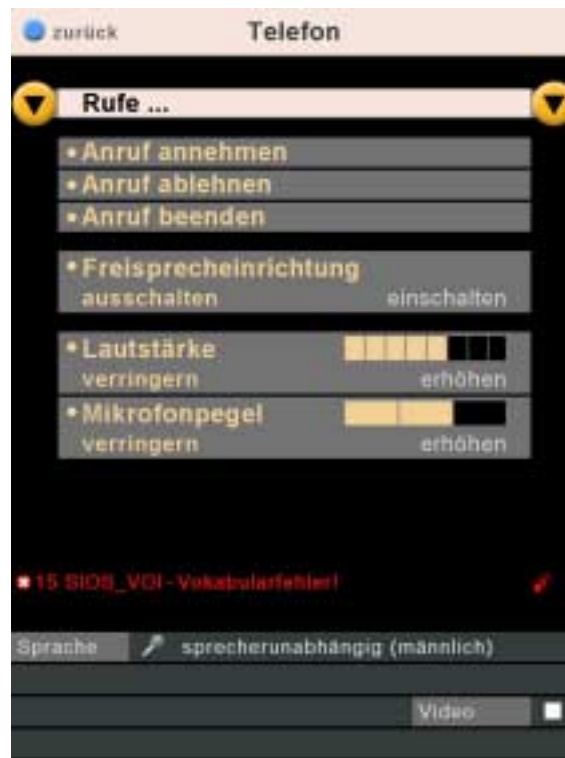 zurück Telefon
Rufe ...
• Anruf annehmen
• Anruf ablehnen
• Anruf beenden
• Freisprecheinrichtung
ausschalten einschalten
• Lautstärke
verringern erhöhen
• Mikrofonpegel
verringern erhöhen
15 SIOS_VOI - Vokabularfehler!
Sprache sprecherunabhängig (männlich)
Video